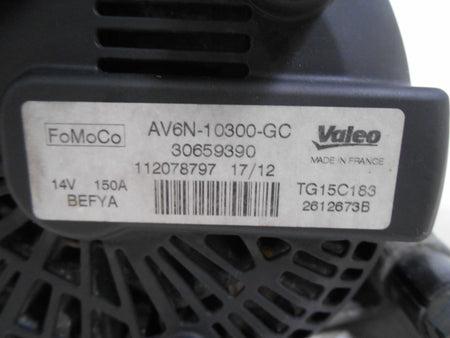 FoMoCo AV6N-10300-GC Valeo
30659390 MADE IN FRANCE
112078797 17/12
14V 150A TG15C183
BEFYA 2612673B